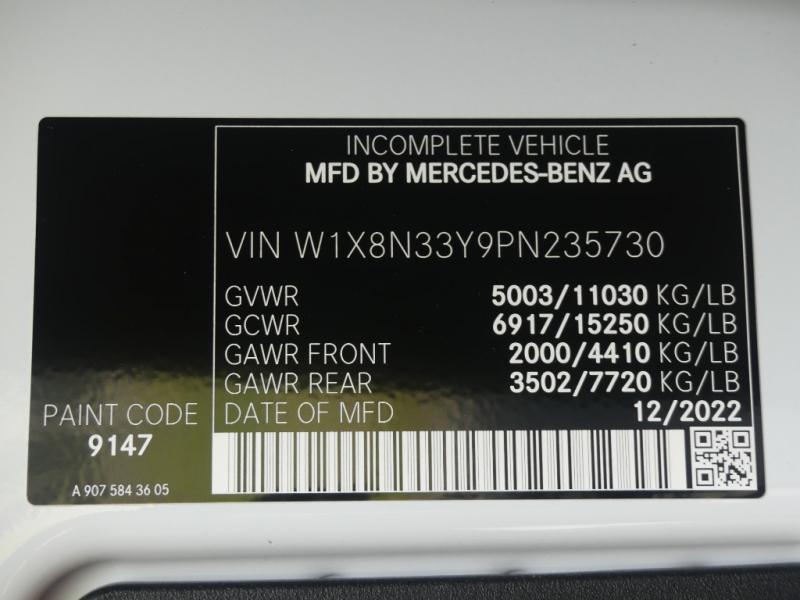 INCOMPLETE VEHICLE
MFD BY MERCEDES-BENZ AG
VIN W1X8N33Y9PN235730
GVWR 5003/11030 KG/LB
GCWR 6917/15250 KG/LB
GAWR FRONT 2000/4410 KG/LB
GAWR REAR 3502/7720 KG/LB
DATE OF MFD 12/2022
PAINT CODE
9147
A 907 584 36 05